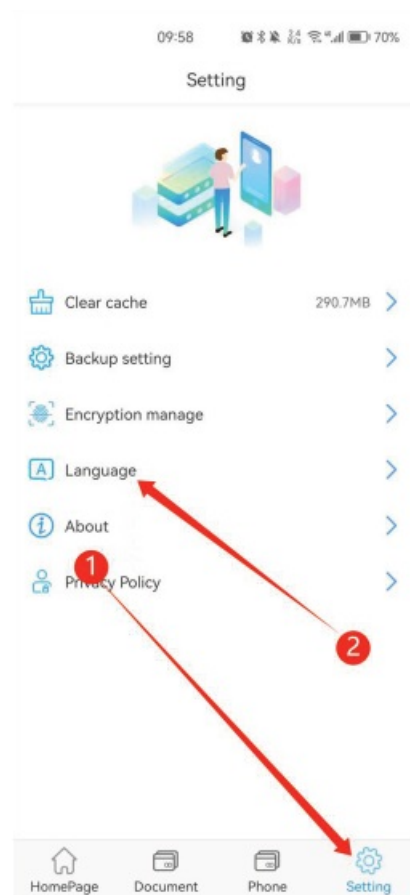 09:58 70%
Setting
Clear cache 290.7MB
Backup setting
Encryption manage
A Language
About
1
Privacy Policy
2
HomePage Document Phone Setting